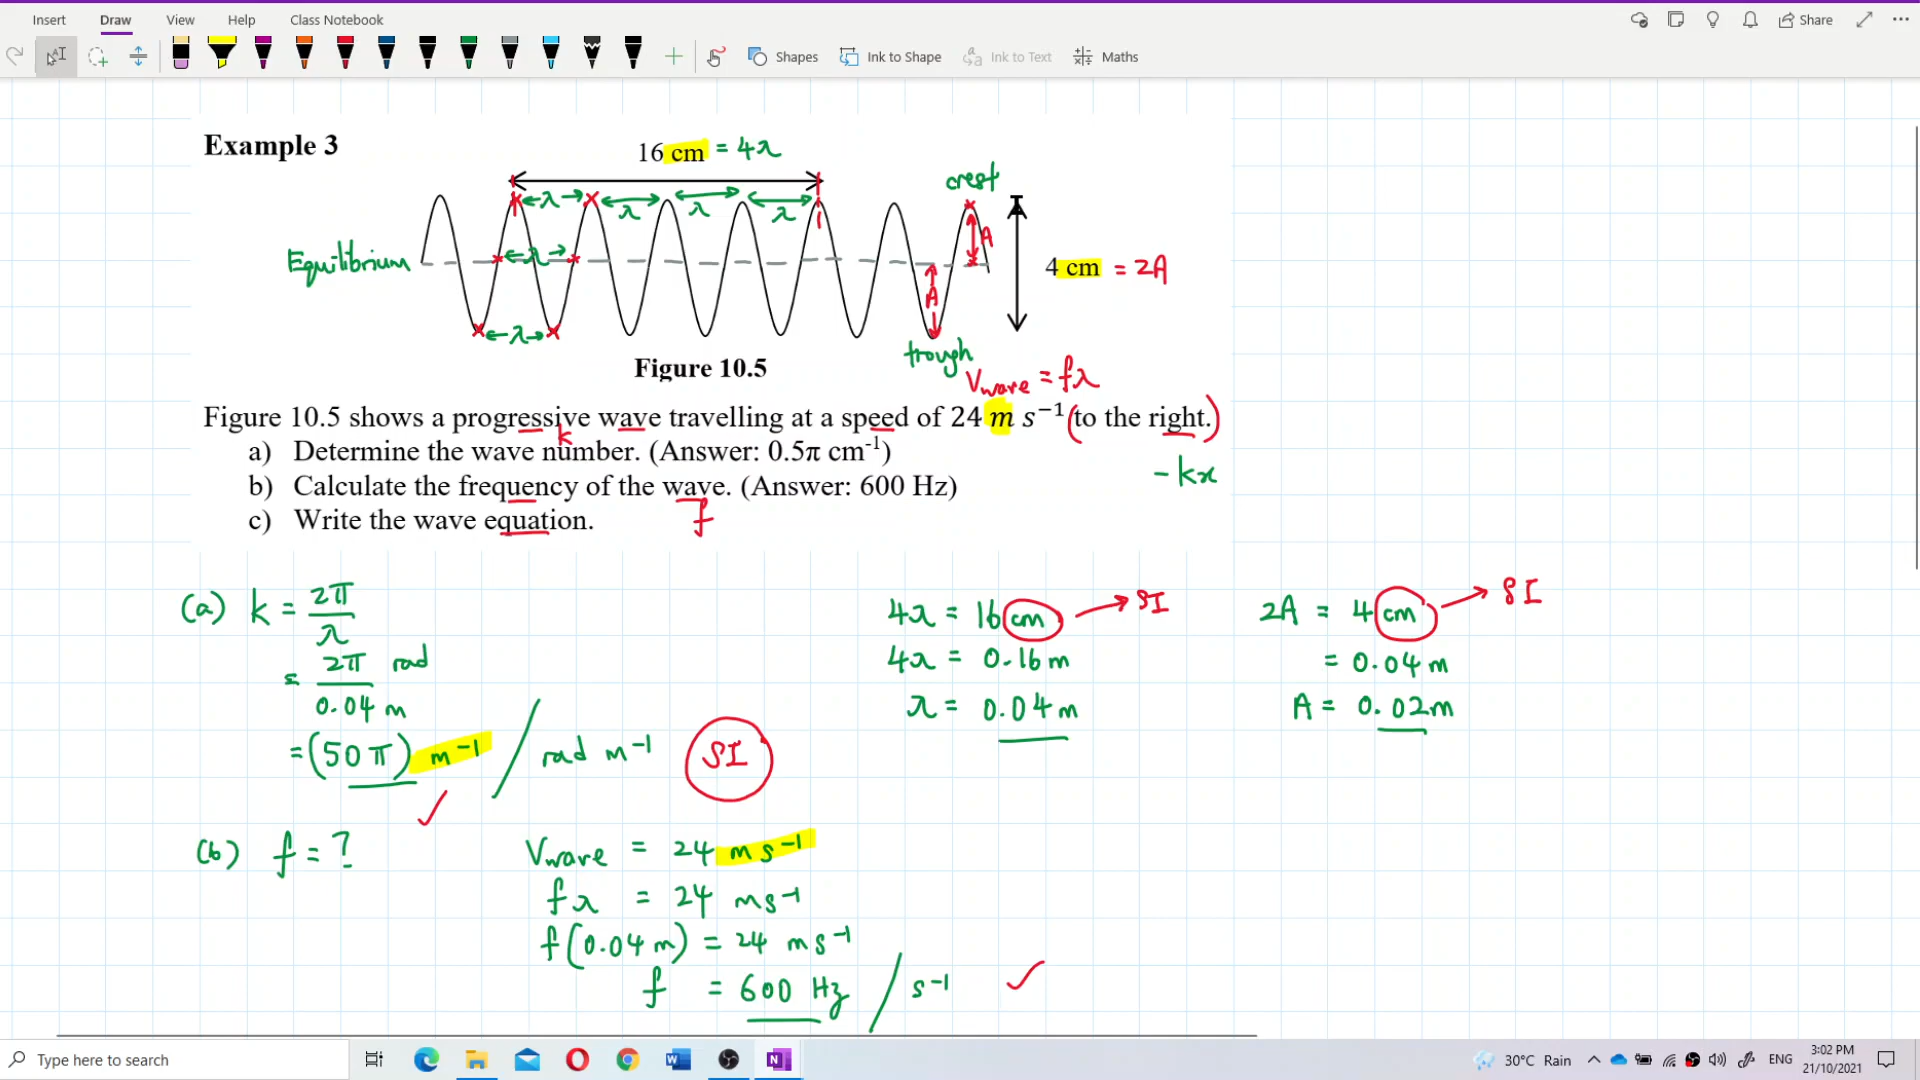 Insert Draw View Help Class Notebook Share
Shapes Ink to Shape Ink to Text Maths
Example 3
16 cm = 4λ
crest
λ λ λ λ
A
Equilibrium
λ
4 cm = 2A
A
λ
trough
Figure 10.5
Vwave = fλ
Figure 10.5 shows a progressive wave travelling at a speed of 24 m s⁻¹ (to the right.)
k
a) Determine the wave number. (Answer: 0.5π cm⁻¹)
- kx
b) Calculate the frequency of the wave. (Answer: 600 Hz)
f
c) Write the wave equation.
(a) k = 2π/λ
= 2π rad/0.04 m
= (50π) m⁻¹ / rad m⁻¹ SI
4λ = 16 cm → SI
4λ = 0.16 m
λ = 0.04 m
2A = 4 cm → SI
= 0.04 m
A = 0.02 m
(b) f = ?
Vwave = 24 m s⁻¹
fλ = 24 ms⁻¹
f(0.04 m) = 24 ms⁻¹
f = 600 Hz / s⁻¹
Type here to search
30°C Rain ENG 3:02 PM
21/10/2021